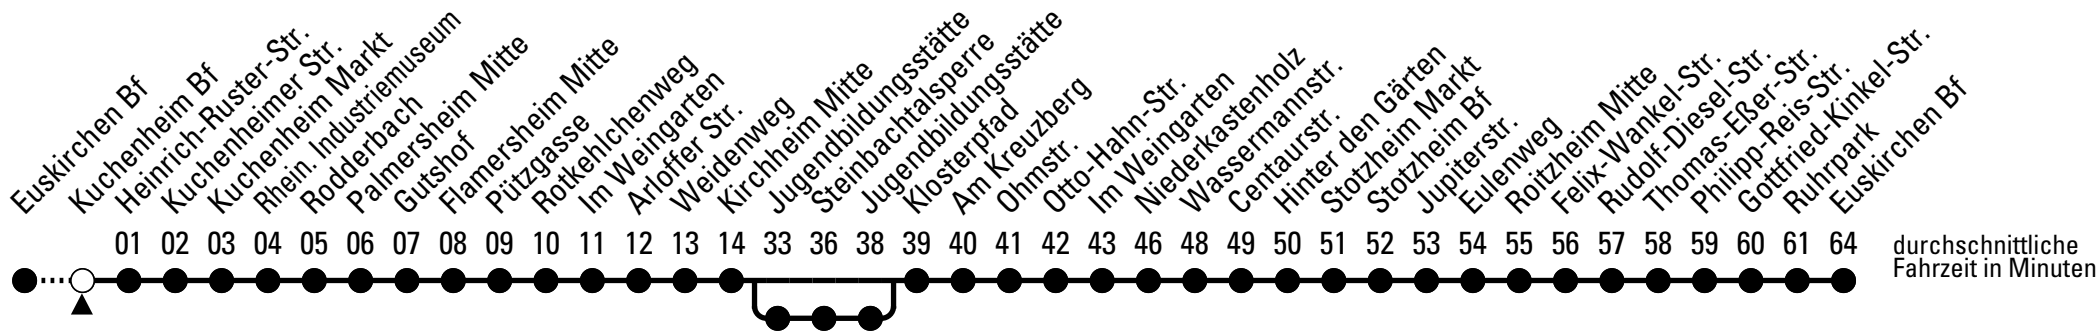 Euskirchen Bf
Kuchenheim Bf
Heinrich-Ruster-Str.
Kuchenheimer Str.
Kuchenheim Markt
Rhein. Industriemuseum
Rodderbach
Palmersheim Mitte
Gutshof
Flamersheim Mitte
Pützgasse
Rotkehlchenweg
Im Weingarten
Arloffer Str.
Weidenweg
Kirchheim Mitte
Jugendbildungsstätte
Steinbachtalsperre
Jugendbildungsstätte
Klosterpfad
Am Kreuzberg
Ohmstr.
Otto-Hahn-Str.
Im Weingarten
Niederkastenholz
Wassermannstr.
Centaurstr.
Hinter den Gärten
Stotzheim Markt
Stotzheim Bf
Jupiterstr.
Eulenweg
Roitzheim Mitte
Felix-Wankel-Str.
Rudolf-Diesel-Str.
Thomas-Eßer-Str.
Philipp-Reis-Str.
Gottfried-Kinkel-Str.
Ruhrpark
Euskirchen Bf
01 02 03 04 05 06 07 08 09 10 11 12 13 14 33 36 38 39 40 41 42 43 46 48 49 50 51 52 53 54 55 56 57 58 59 60 61 64
durchschnittliche
Fahrzeit in Minuten